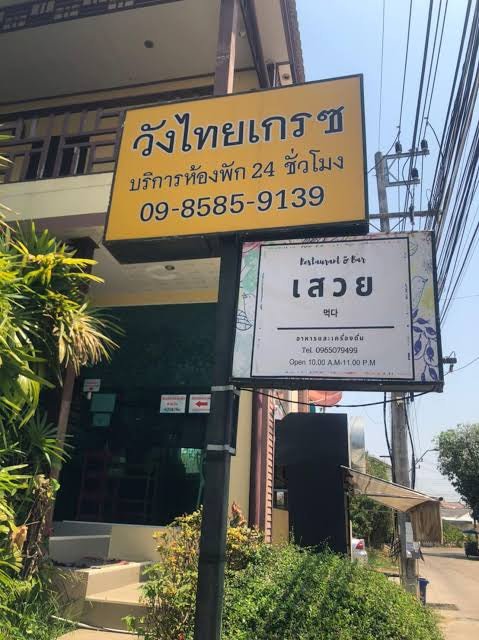 วังไทยเกรซ
บริการห้องพัก 24 ชั่วโมง
09-8585-9139
Restaurant & Bar
เสวย
먹다
อาหารและเครื่องดื่ม
Tel. 0965079499
Open 10.00 A.M-11.00 P.M